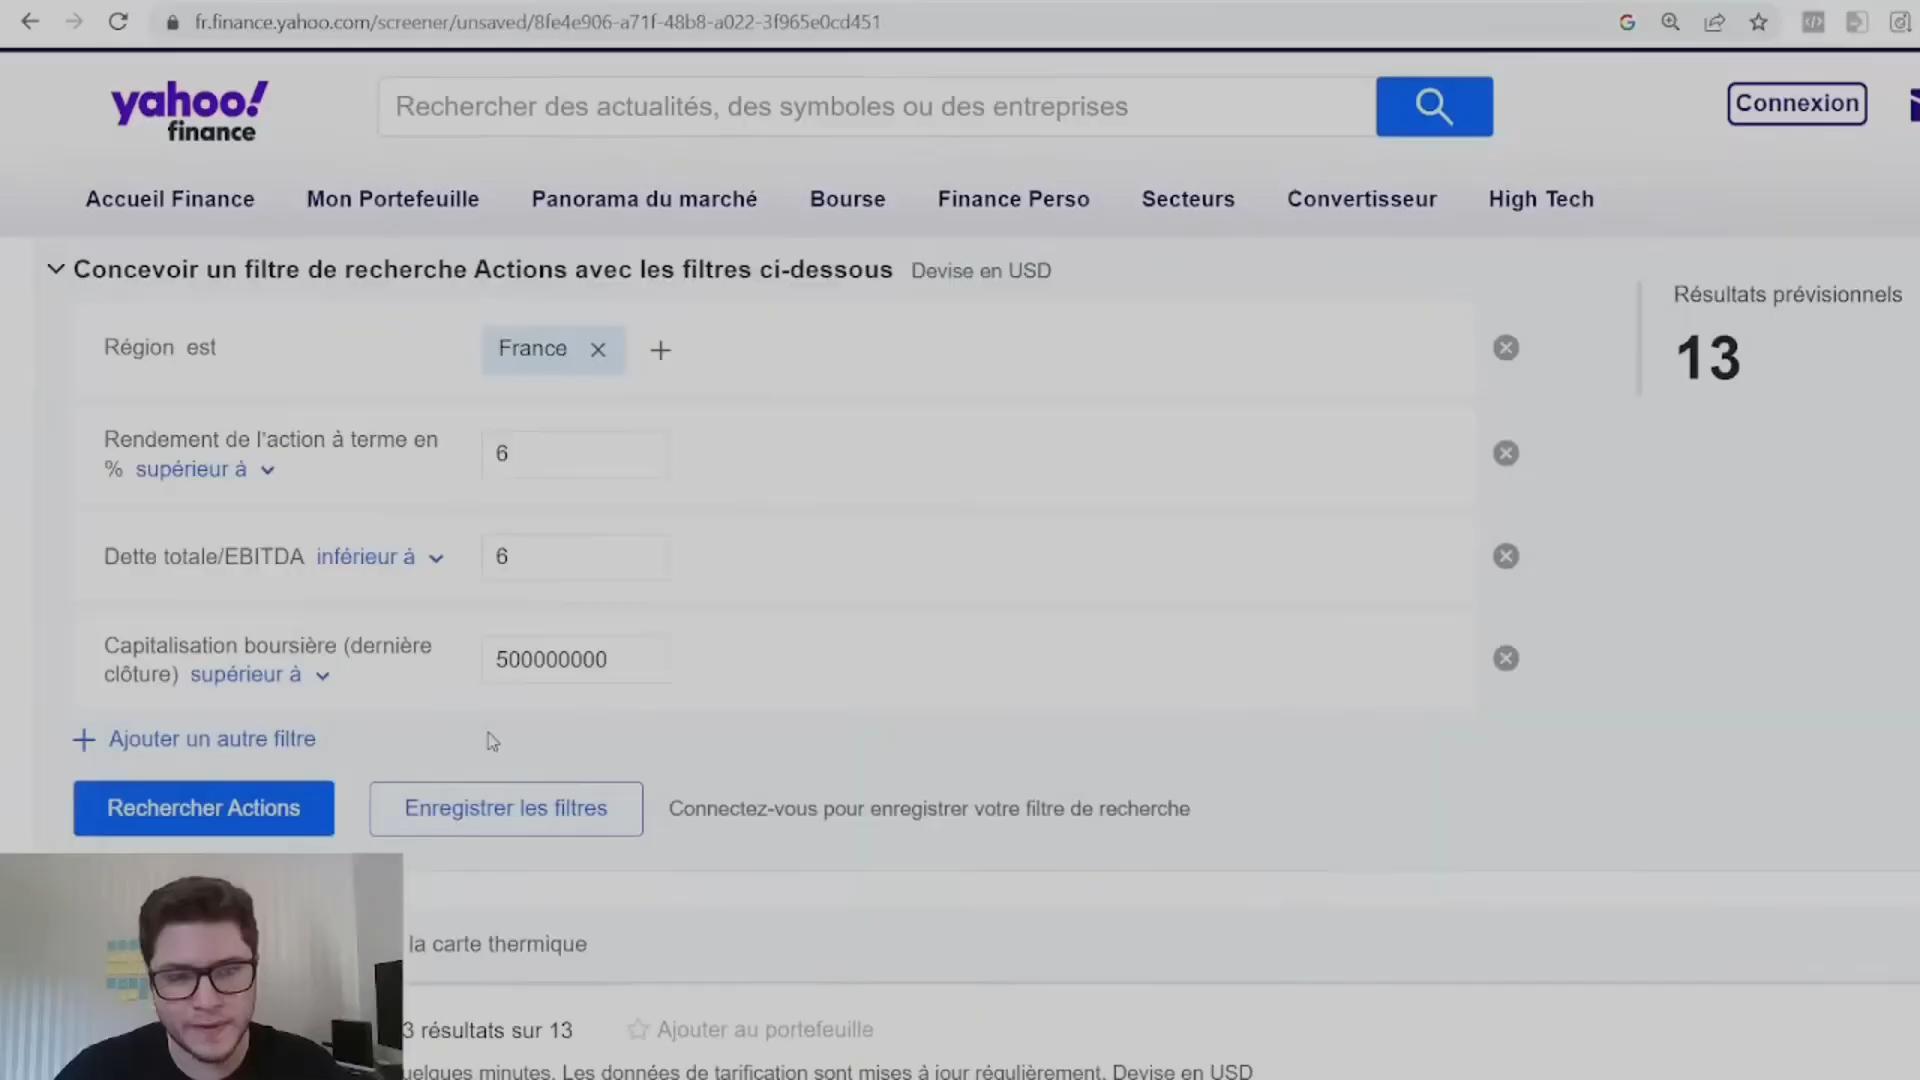 fr.finance.yahoo.com/screener/unsaved/8fe4e906-a71f-48b8-a022-3f965e0cd451
yahoo!
finance
Rechercher des actualités, des symboles ou des entreprises
Connexion
Accueil Finance Mon Portefeuille Panorama du marché Bourse Finance Perso Secteurs Convertisseur High Tech
Concevoir un filtre de recherche Actions avec les filtres ci-dessous Devise en USD
Résultats prévisionnels
13
Région est France
Rendement de l'action à terme en
% supérieur à 6
Dette totale/EBITDA inférieur à 6
Capitalisation boursière (dernière
clôture) supérieur à 500000000
Ajouter un autre filtre
Rechercher Actions Enregistrer les filtres Connectez-vous pour enregistrer votre filtre de recherche
la carte thermique
3 résultats sur 13 Ajouter au portefeuille
uelques minutes. Les données de tarification sont mises à jour régulièrement. Devise en USD